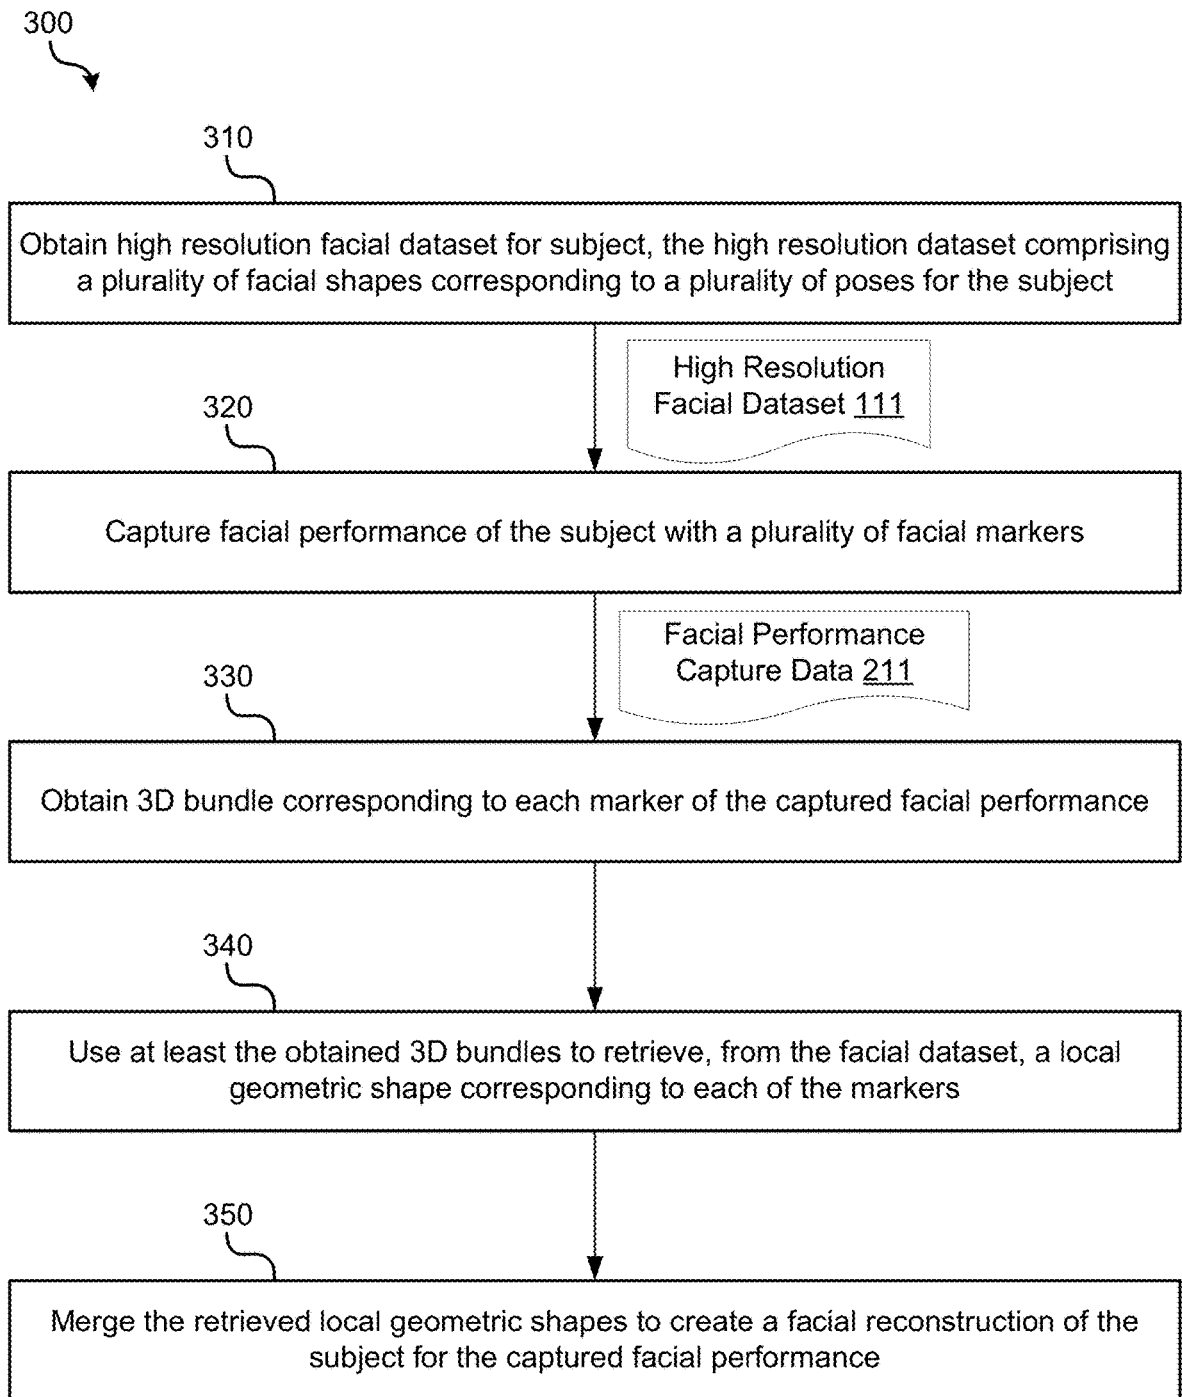 300
310
Obtain high resolution facial dataset for subject, the high resolution dataset comprising
a plurality of facial shapes corresponding to a plurality of poses for the subject
High Resolution
Facial Dataset 111
320
Capture facial performance of the subject with a plurality of facial markers
Facial Performance
Capture Data 211
330
Obtain 3D bundle corresponding to each marker of the captured facial performance
340
Use at least the obtained 3D bundles to retrieve, from the facial dataset, a local
geometric shape corresponding to each of the markers
350
Merge the retrieved local geometric shapes to create a facial reconstruction of the
subject for the captured facial performance